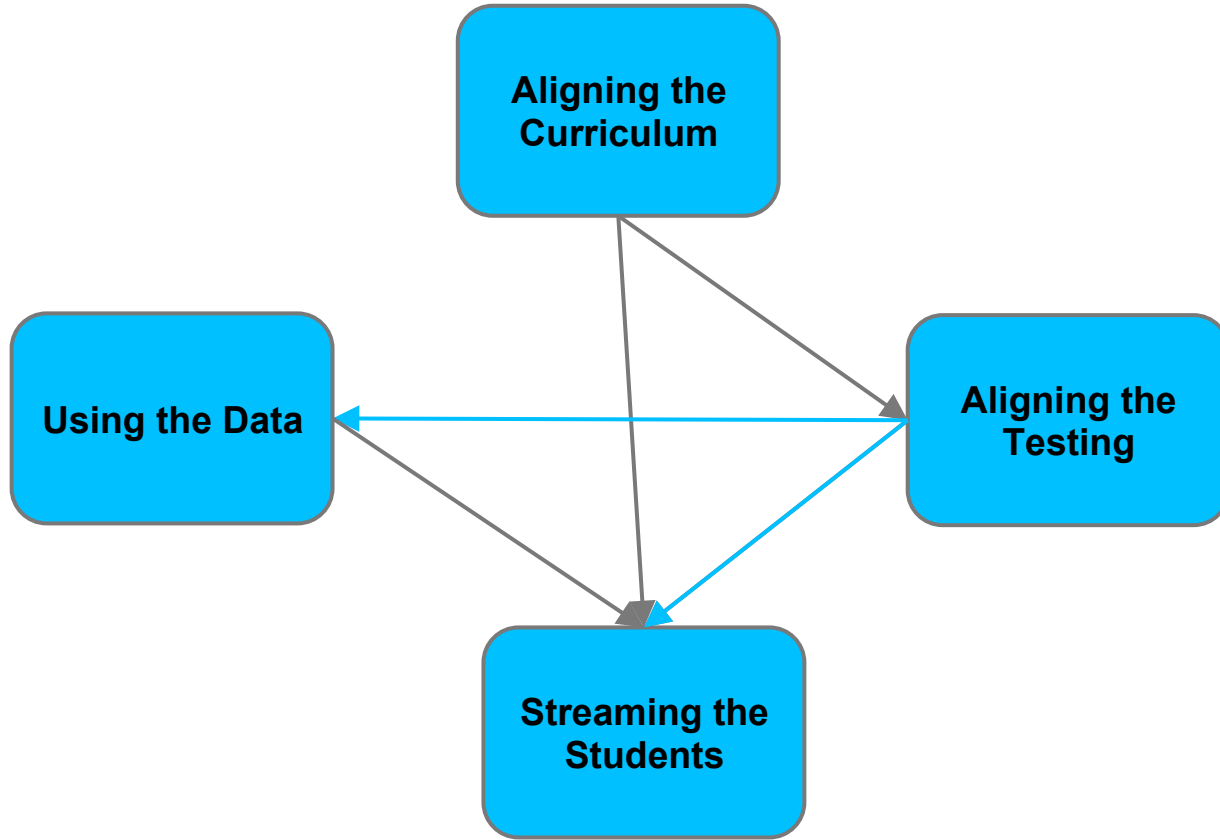 Aligning the
Curriculum
Using the Data
Aligning the
Testing
Streaming the
Students